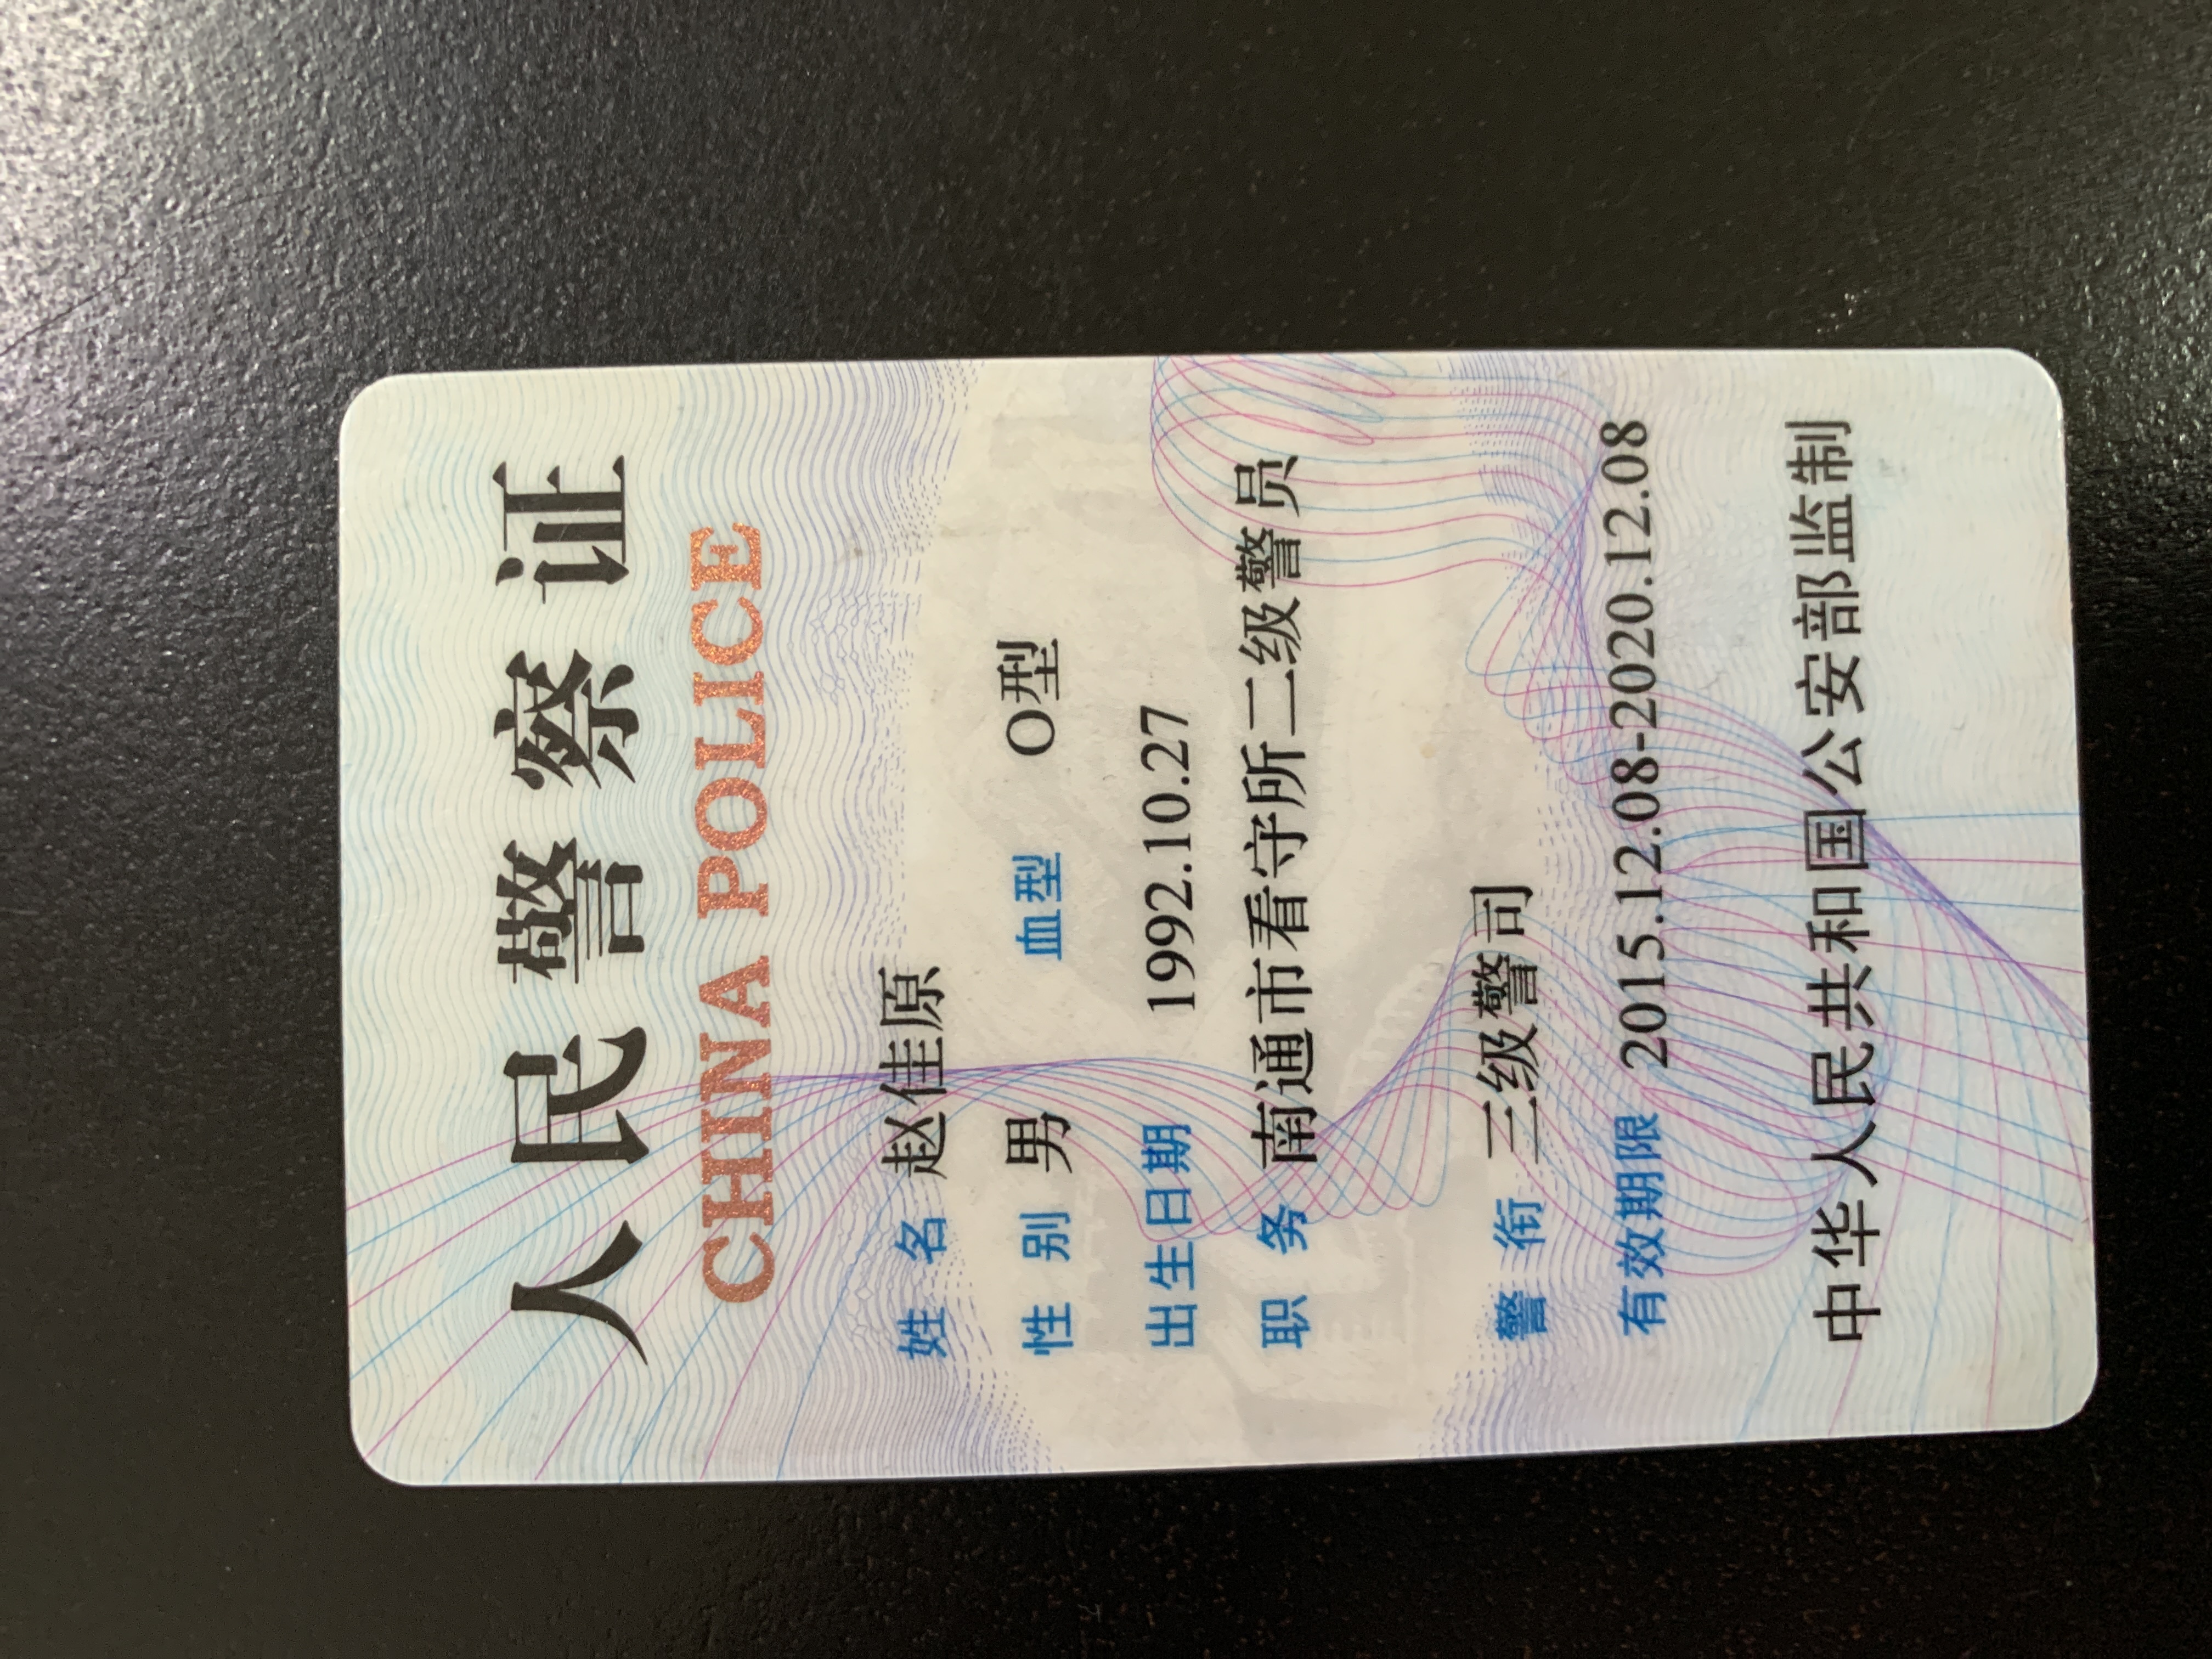 人民警察证
CHINA POLICE
姓 名 赵佳原
性 别 男 血型 O型
出生日期 1992.10.27
职 务 南通市看守所二级警员
警 衔 三级警司
有效期限 2015.12.08-2020.12.08
中华人民共和国公安部监制